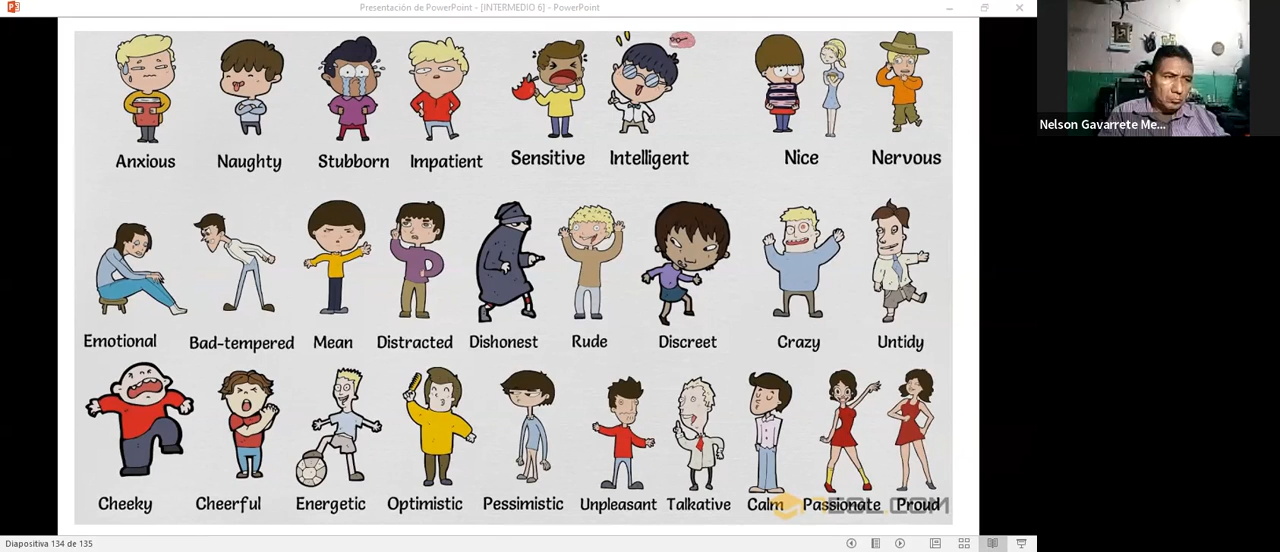 Presentación de PowerPoint - [INTERMEDIO 6] - PowerPoint
Nelson Gavarrete Me...
Anxious Naughty Stubborn Impatient Sensitive Intelligent Nice Nervous
Emotional Bad-tempered Mean Distracted Dishonest Rude Discreet Crazy Untidy
Cheeky Cheerful Energetic Optimistic Pessimistic Unpleasant Talkative Calm Passionate Proud
Diapositiva 134 de 135